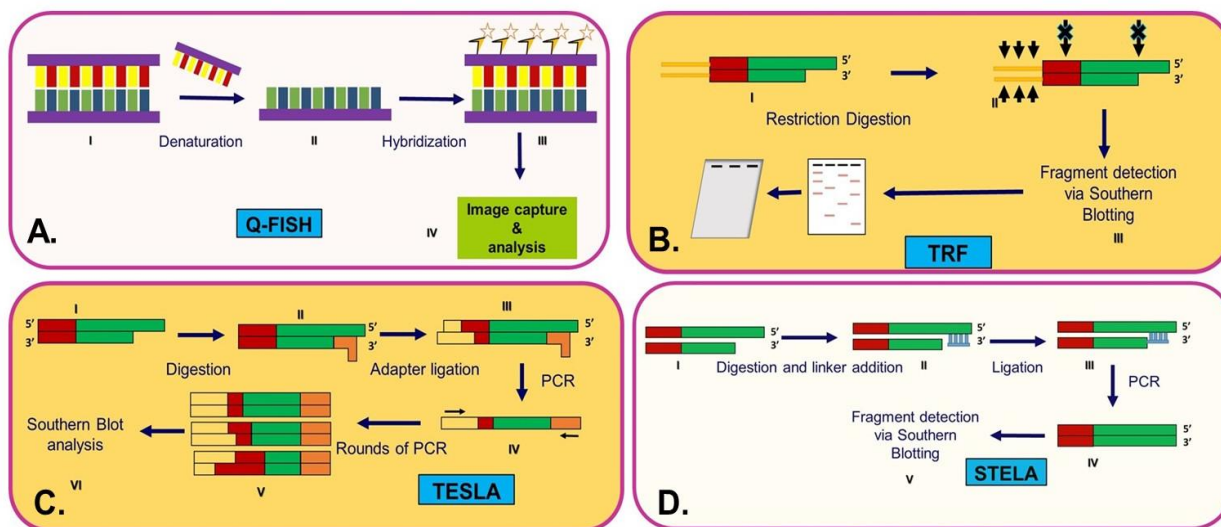 I
Denaturation
II
Hybridization
III
IV
Image capture
&
analysis
Q-FISH
A.
5’
3’
I
Restriction Digestion
5’
3’
II
Fragment detection
via Southern
Blotting
III
TRF
B.
I
5’
3’
Digestion
II
5’
3’
Adapter ligation
III
5’
3’
PCR
IV
Rounds of PCR
V
Southern Blot
analysis
VI
TESLA
C.
5’
3’
I
Digestion and linker addition
5’
3’
II
Ligation
5’
3’
III
PCR
5’
3’
IV
Fragment detection
via Southern
Blotting
V
STELA
D.